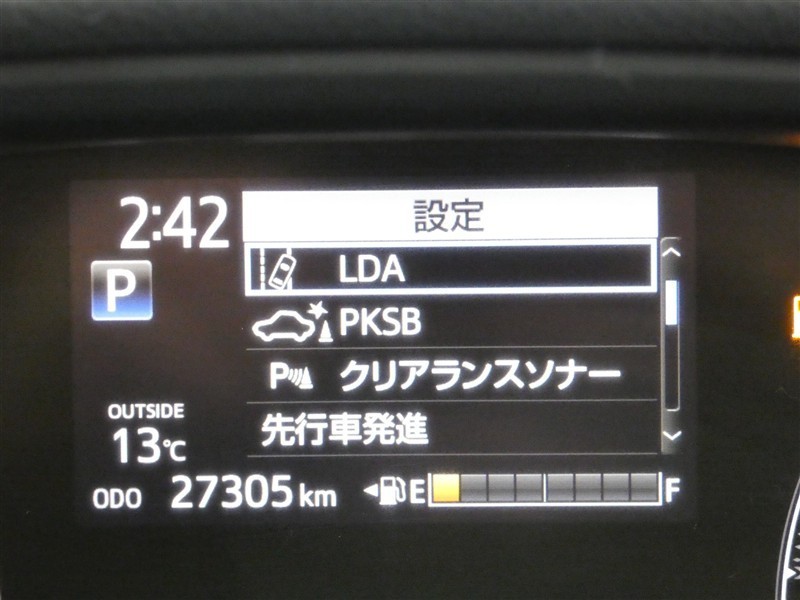 2:42
設定
LDA
P
PKSB
P クリアランスソナー
先行車発進
OUTSIDE
13℃
ODO 27305 km
E F